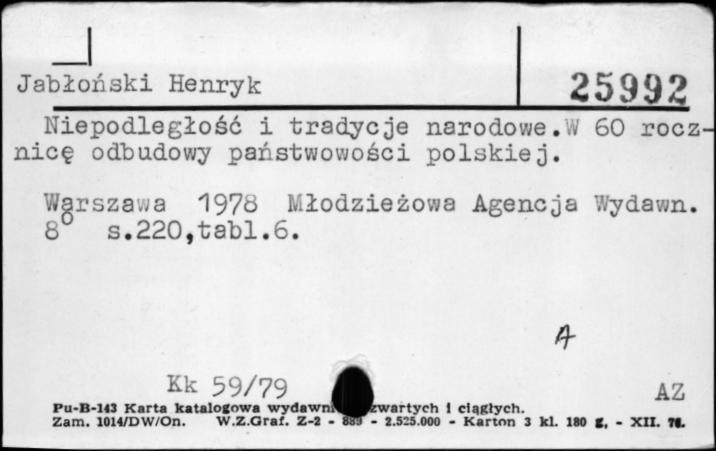 Jabłoński Henryk 25992
Niepodległość i tradycje narodowe.W 60 rocz-
nicę odbudowy państwowości polskiej.
Warszawa 1978 Młodzieżowa Agencja Wydawn.
8° s.220,tabl.6.
A
Kk 59/79 AZ
Pu-B-143 Karta katalogowa zwartych i ciągłych.
Zam. 1014/DW/On. W.Z.Graf. Z-2 - 889 - 2.525.000 - Karton 3 kl. 180 g, - XII. 76.